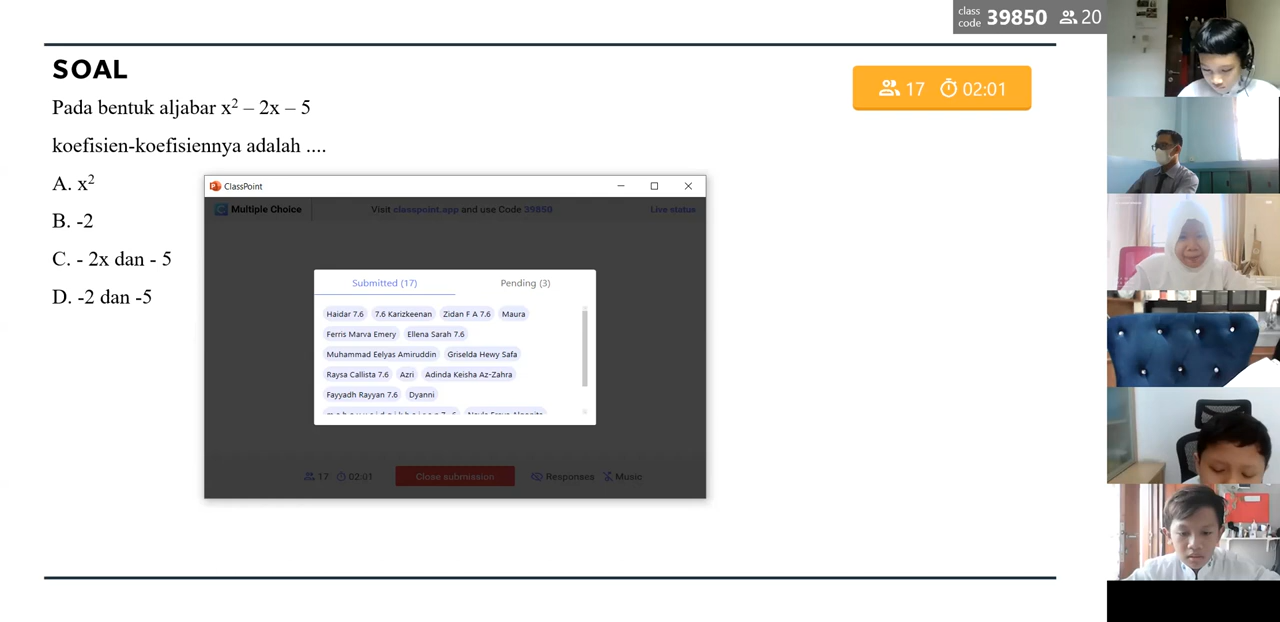 class code 39850 20
SOAL
17 02:01
Pada bentuk aljabar x² – 2x – 5
koefisien-koefisiennya adalah ....
A. x²
B. -2
C. - 2x dan - 5
D. -2 dan -5
ClassPoint
Multiple Choice Visit classpoint.app and use Code 39850 Live status
Submitted (17) Pending (3)
Haidar 7.6 7.6 Karizkeenan Zidan F A 7.6 Maura
Ferris Marva Emery Ellena Sarah 7.6
Muhammad Eelyas Amiruddin Griselda Hewy Safa
Raysa Callista 7.6 Azri Adinda Keisha Az-Zahra
Fayyadh Rayyan 7.6 Dyanni
17 02:01 Close submission Responses Music